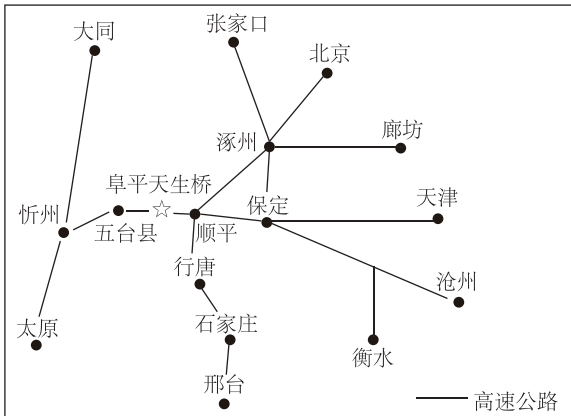 大同
张家口
北京
涿州
廊坊
阜平天生桥
忻州
五台县
顺平
保定
天津
行唐
沧州
石家庄
太原
衡水
邢台
高速公路